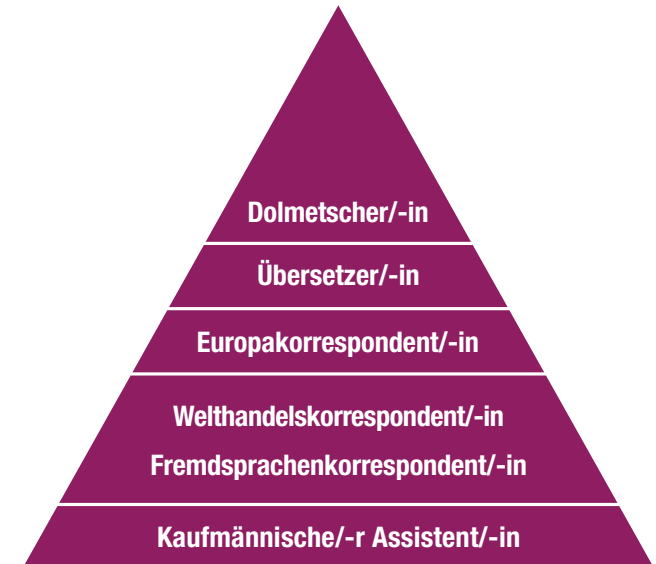 Dolmetscher/-in
Übersetzer/-in
Europakorrespondent/-in
Welthandelskorrespondent/-in
Fremdsprachenkorrespondent/-in
Kaufmännische/-r Assistent/-in